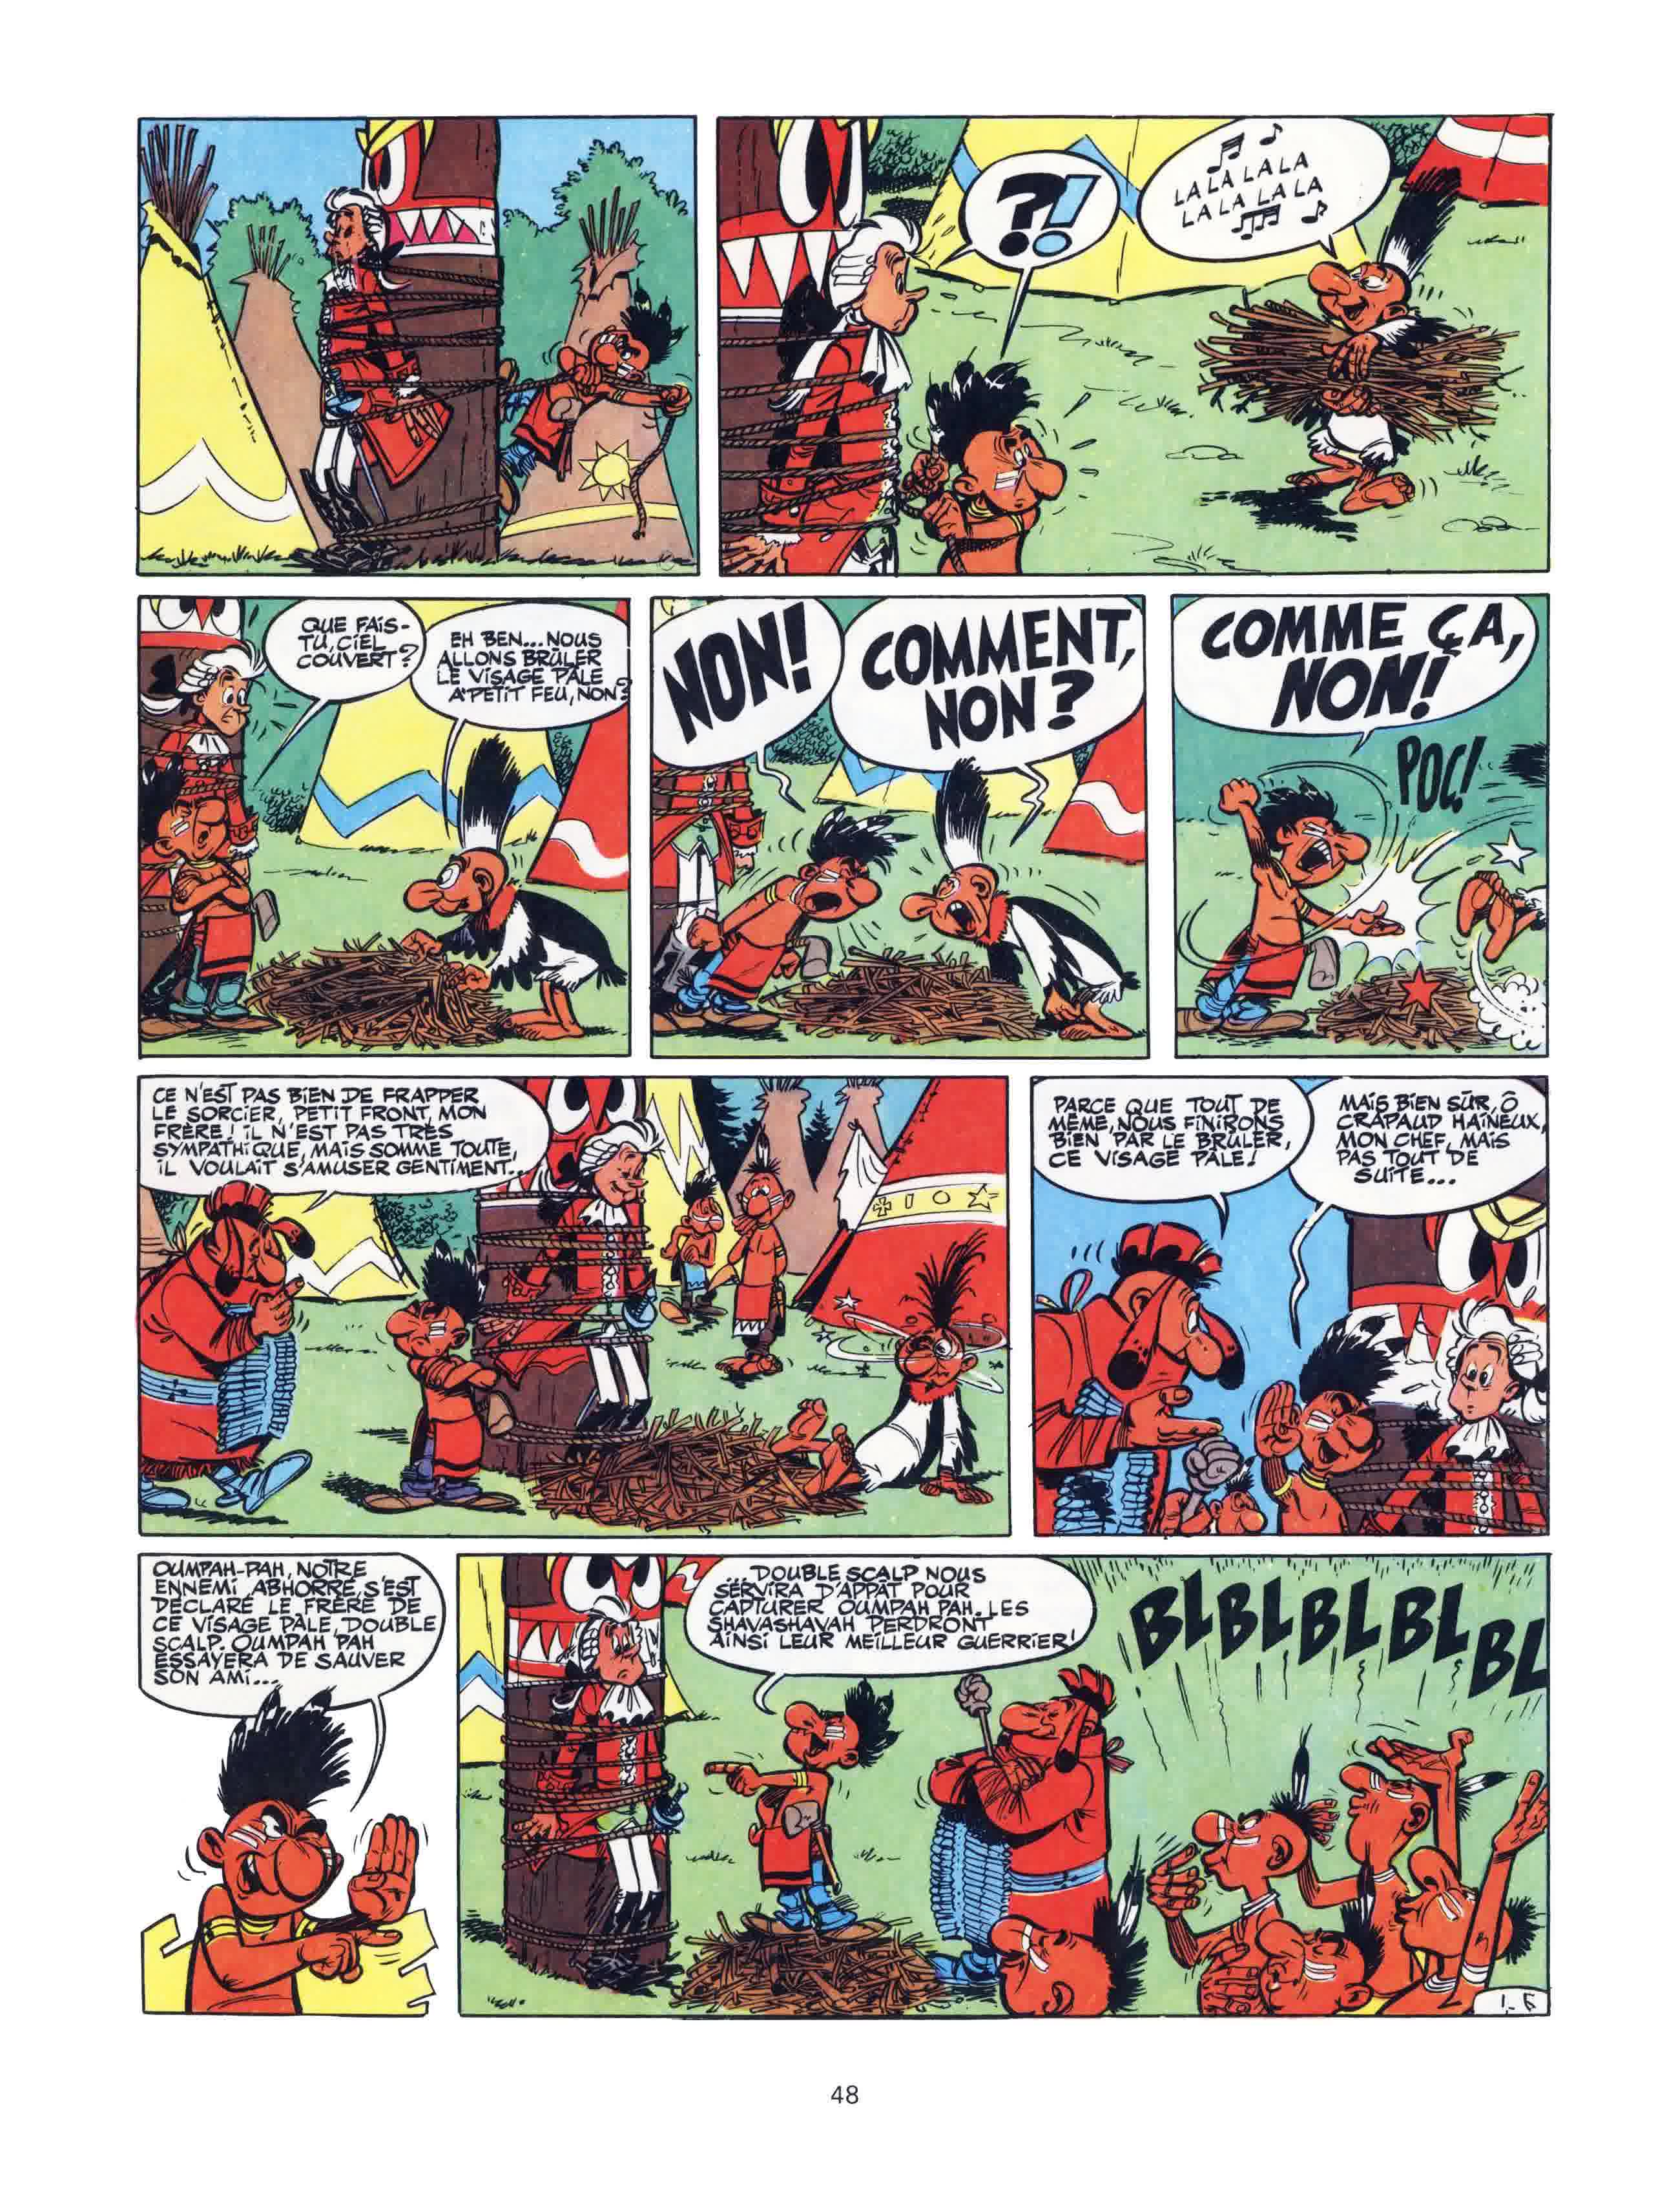 ?!
LA LA LA LA
LA LA LA LA
QUE FAIS-
TU, CIEL
COUVERT?
EH BEN...NOUS
ALLONS BRÛLER
LE VISAGE PÂLE
A PETIT FEU, NON?
NON!
COMMENT,
NON?
COMME ÇA,
NON!
POC!
CE N'EST PAS BIEN DE FRAPPER
LE SORCIER, PETIT FRONT, MON
FRÈRE! IL N'EST PAS TRÈS
SYMPATHIQUE, MAIS SOMME TOUTE,
IL VOULAIT S'AMUSER GENTIMENT..
PARCE QUE TOUT DE
MÊME, NOUS FINIRONS
BIEN PAR LE BRÛLER,
CE VISAGE PÂLE!
MAIS BIEN SÛR, Ô
CRAPAUD HAINEUX,
MON CHEF, MAIS
PAS TOUT DE
SUITE...
OUMPAH-PAH, NOTRE
ENNEMI ABHORRÉ, S'EST
DÉCLARÉ LE FRÈRE DE
CE VISAGE PÂLE, DOUBLE
SCALP. OUMPAH PAH
ESSAYERA DE SAUVER
SON AMI...
...DOUBLE SCALP NOUS
SERVIRA D'APPÂT POUR
CAPTURER OUMPAH PAH. LES
SHAVASHAVAH PERDRONT
AINSI LEUR MEILLEUR GUERRIER!
BLBLBLBLBL
48